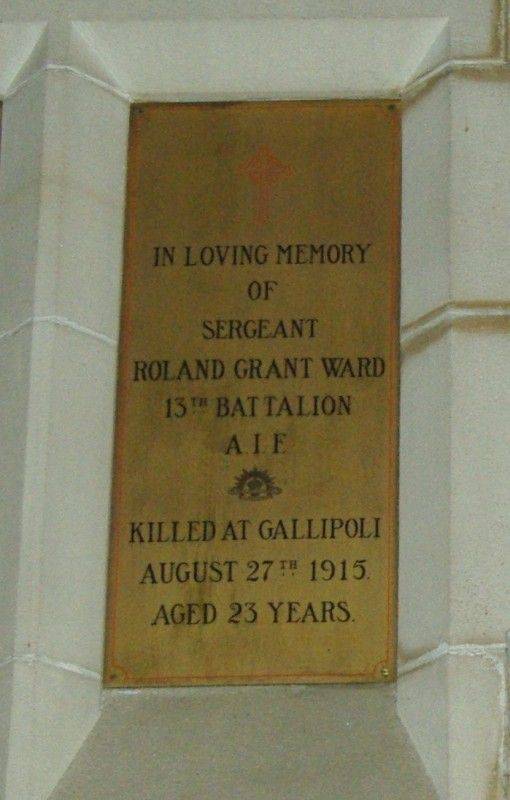 IN LOVING MEMORY
OF
SERGEANT
ROLAND GRANT WARD
13TH BATTALION
A.I.F.
KILLED AT GALLIPOLI
AUGUST 27TH 1915.
AGED 23 YEARS.